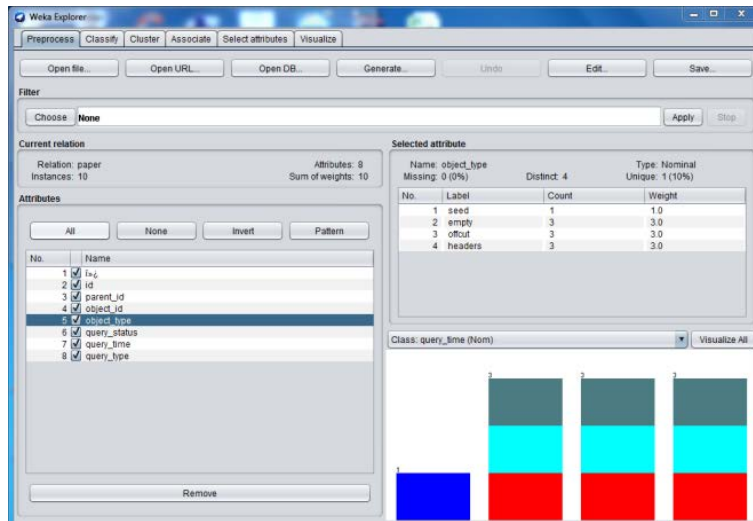 Weka Explorer
Preprocess Classify Cluster Associate Select attributes Visualize
Open file... Open URL... Open DB... Generate... Undo Edit... Save...
Filter
Choose None Apply Stop
Current relation
Relation: paper Attributes: 8
Instances: 10 Sum of weights: 10
Attributes
All None Invert Pattern
No. Name
1 ï»¿
2 id
3 parent_id
4 object_id
5 object_type
6 query_status
7 query_time
8 query_type
Remove
Selected attribute
Name: object_type Type: Nominal
Missing: 0 (0%) Distinct: 4 Unique: 1 (10%)
No. Label Count Weight
1 seed 1 1.0
2 empty 3 3.0
3 offcut 3 3.0
4 headers 3 3.0
Class: query_time (Nom) Visualize All
3 3 3
1